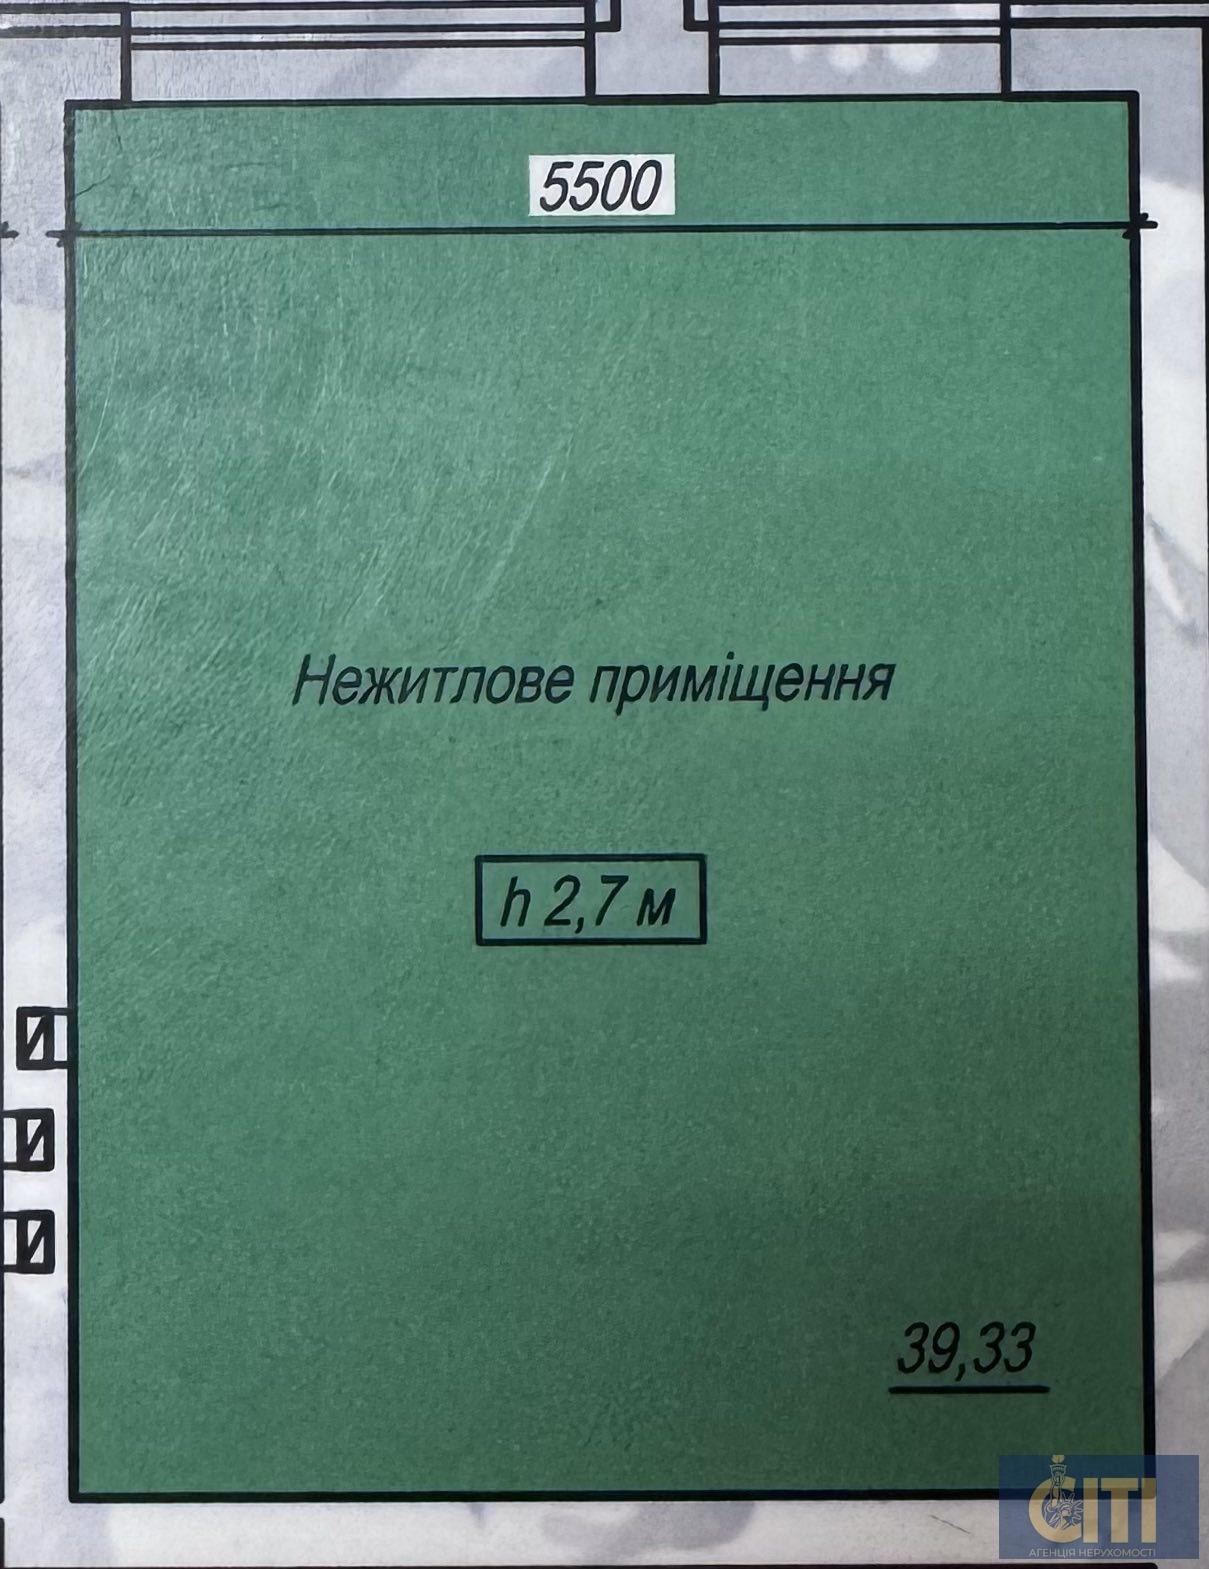 5500
Нежитлове приміщення
h 2,7 м
39,33
СІТІ
АГЕНЦІЯ НЕРУХОМОСТІ